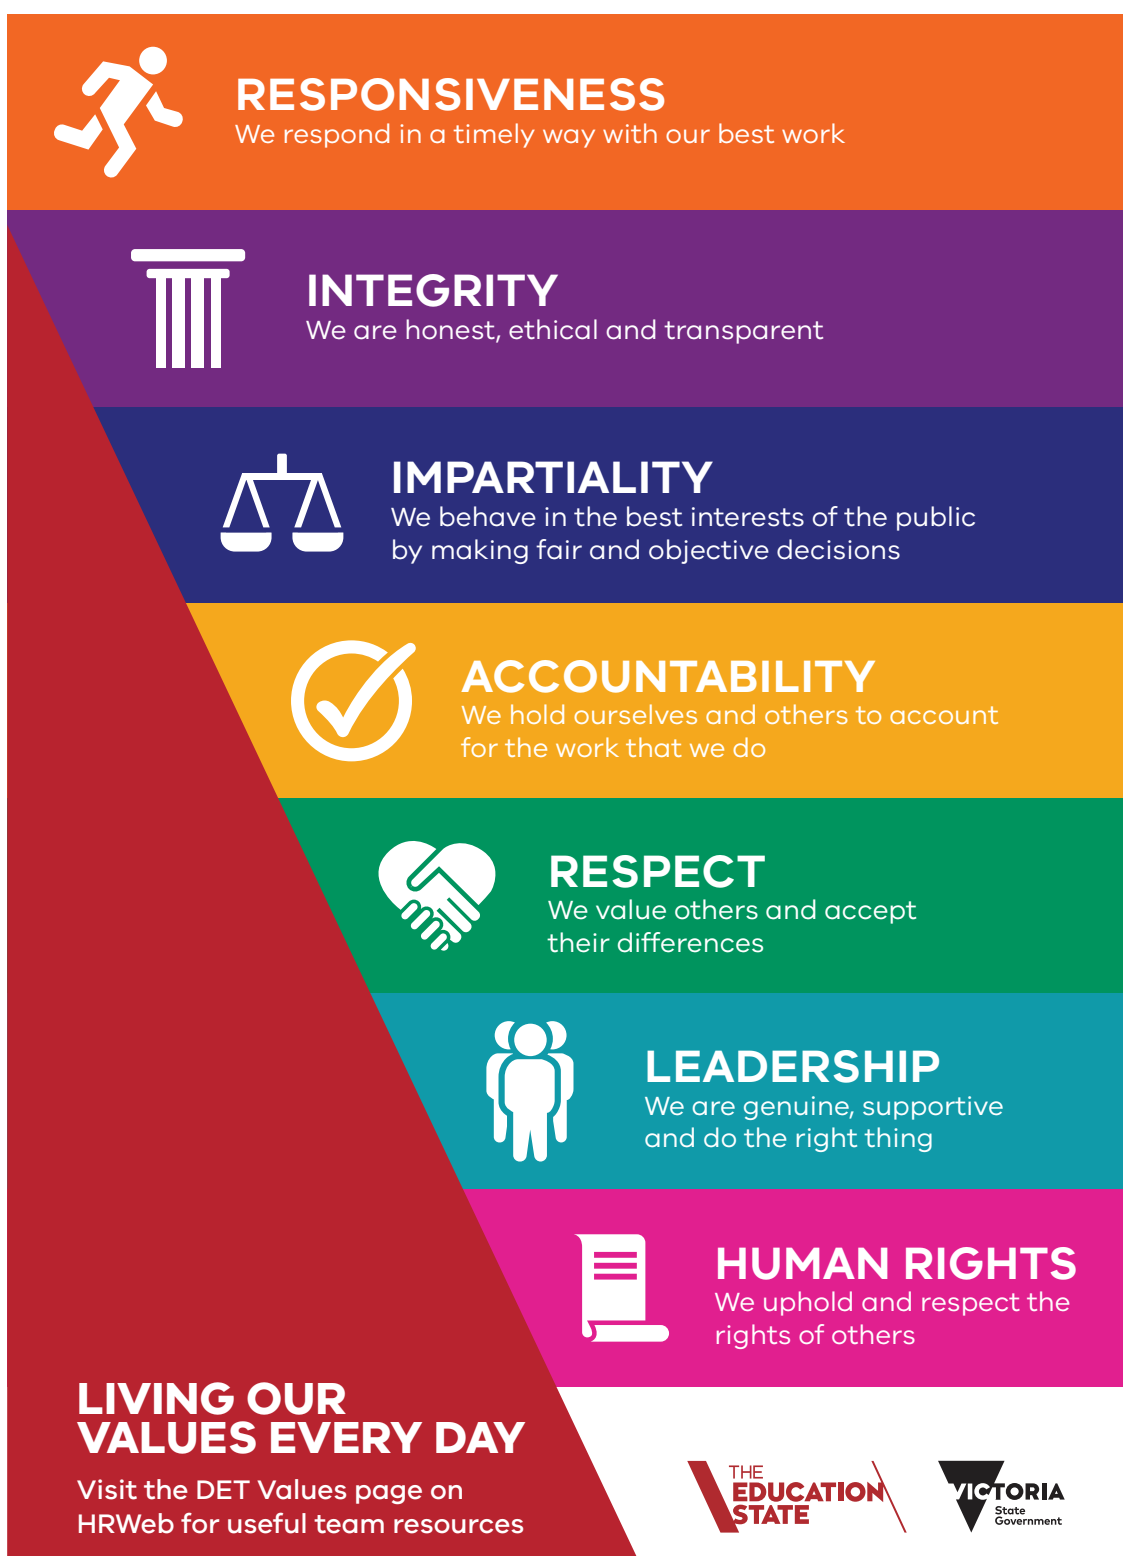 RESPONSIVENESS
We respond in a timely way with our best work
INTEGRITY
We are honest, ethical and transparent
IMPARTIALITY
We behave in the best interests of the public
by making fair and objective decisions
ACCOUNTABILITY
We hold ourselves and others to account
for the work that we do
RESPECT
We value others and accept
their differences
LEADERSHIP
We are genuine, supportive
and do the right thing
HUMAN RIGHTS
We uphold and respect the
rights of others
LIVING OUR
VALUES EVERY DAY
Visit the DET Values page on
HRWeb for useful team resources
THE
EDUCATION
STATE
VICTORIA
State
Government